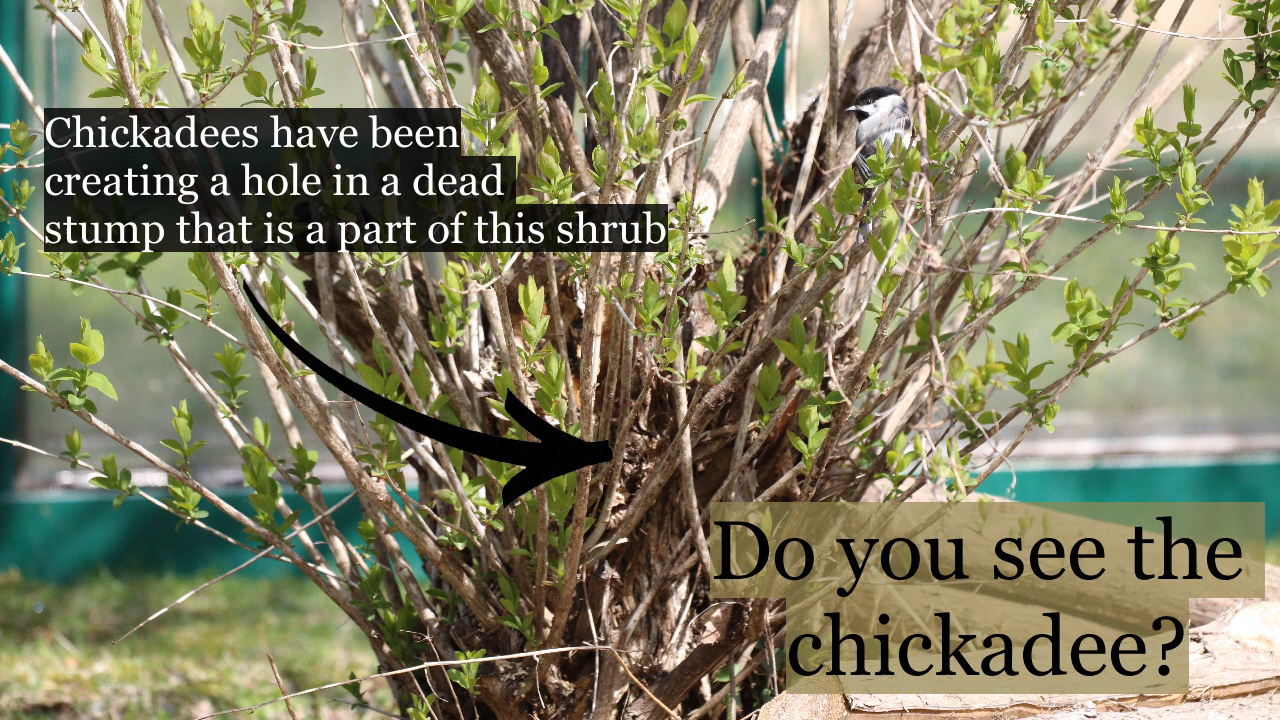 Chickadees have been
creating a hole in a dead
stump that is a part of this shrub
Do you see the
chickadee?